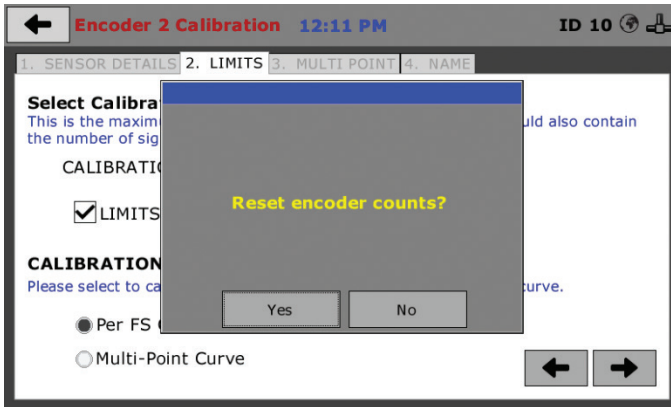 Encoder 2 Calibration 12:11 PM ID 10
1. SENSOR DETAILS 2. LIMITS 3. MULTI POINT 4. NAME
Select Calibra
This is the maxim uld also contain
the number of sig
CALIBRATIO
LIMITS
Reset encoder counts?
CALIBRATION
Please select to ca curve.
Yes No
Per FS
Multi-Point Curve